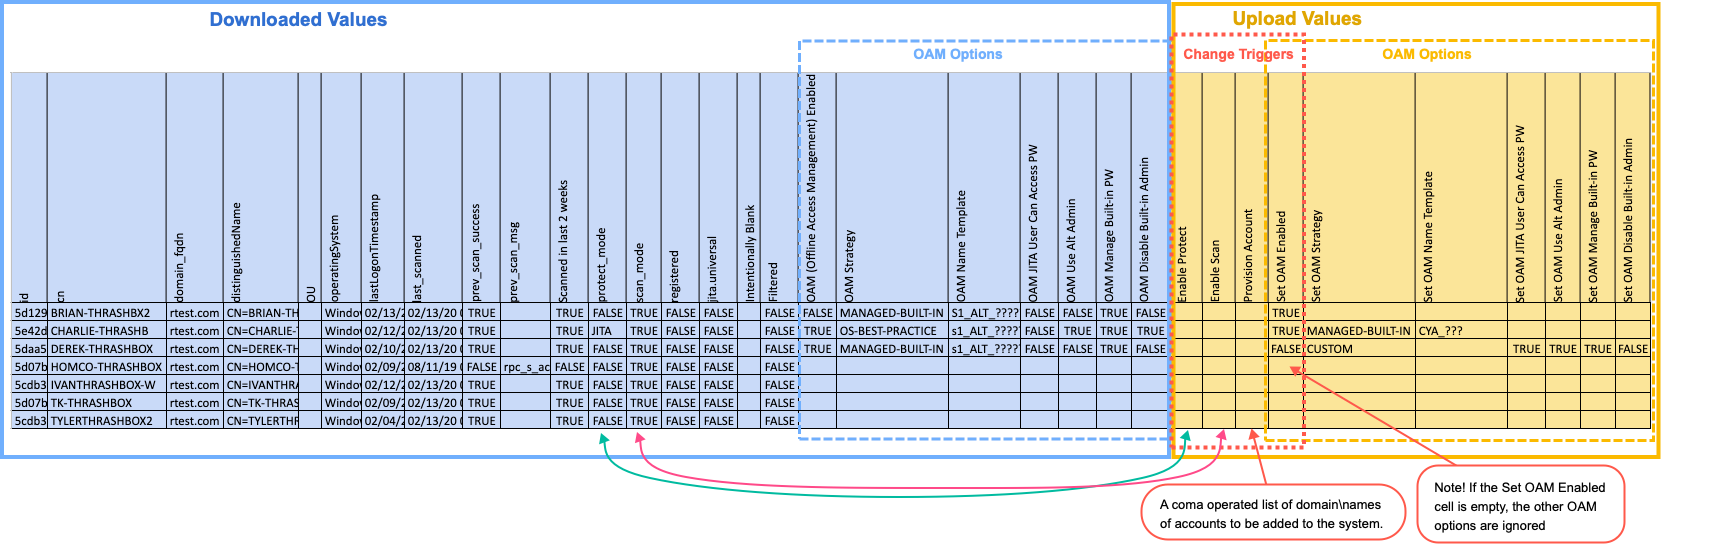 Downloaded Values
Upload Values
OAM Options
Change Triggers
OAM Options
id
cn
domain_fqdn
distinguishedName
OU
operatingSystem
lastLogonTimestamp
last_scanned
prev_scan_success
prev_scan_msg
Scanned in last 2 weeks
protect_mode
scan_mode
registered
jita.universal
Intentionally Blank
Filtered
OAM (Offline Access Management) Enabled
OAM Strategy
OAM Name Template
OAM JITA User Can Access PW
OAM Use Alt Admin
OAM Manage Built-in PW
OAM Disable Built-in Admin
Enable Protect
Enable Scan
Provision Account
Set OAM Enabled
Set OAM Strategy
Set OAM Name Template
Set OAM JITA User Can Access PW
Set OAM Use Alt Admin
Set OAM Manage Built-in PW
Set OAM Disable Built-in Admin
5d129 BRIAN-THRASHBX2 rtest.com CN=BRIAN-TH Windov 02/13/2 02/13/20 TRUE TRUE FALSE TRUE FALSE FALSE FALSE FALSE MANAGED-BUILT-IN S1_ALT_???? FALSE FALSE TRUE FALSE TRUE
5e42d CHARLIE-THRASHB rtest.com CN=CHARLIE- Windov 02/12/2 02/13/20 TRUE TRUE JITA TRUE FALSE FALSE FALSE TRUE OS-BEST-PRACTICE s1_ALT_???? FALSE TRUE TRUE TRUE TRUE MANAGED-BUILT-IN CYA_???
5daa5 DEREK-THRASHBOX rtest.com CN=DEREK-TH Windov 02/10/2 02/13/20 TRUE TRUE FALSE TRUE FALSE FALSE FALSE TRUE MANAGED-BUILT-IN s1_ALT_???? FALSE FALSE TRUE FALSE FALSE CUSTOM TRUE TRUE TRUE FALSE
5d07b HOMCO-THRASHBOX rtest.com CN=HOMCO-T Windov 02/09/2 08/11/19 FALSE rpc_s_ac TRUE FALSE TRUE FALSE FALSE FALSE
5cdb3 IVANTHRASHBOX-W rtest.com CN=IVANTHRA Windov 02/12/2 02/13/20 TRUE TRUE FALSE TRUE FALSE FALSE FALSE
5d07b TK-THRASHBOX rtest.com CN=TK-THRAS Windov 02/09/2 02/13/20 TRUE TRUE FALSE TRUE FALSE FALSE FALSE
5cdb3 TYLERTHRASHBOX2 rtest.com CN=TYLERTHF Windov 02/04/2 02/13/20 TRUE TRUE FALSE TRUE FALSE FALSE FALSE
A coma operated list of domain\names
of accounts to be added to the system.
Note! If the Set OAM Enabled
cell is empty, the other OAM
options are ignored